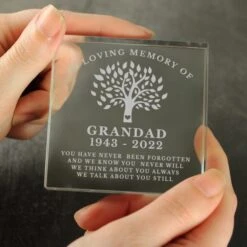 LOVING MEMORY OF
GRANDAD
1943 - 2022
YOU HAVE NEVER BEEN FORGOTTEN
AND WE KNOW YOU NEVER WILL
WE THINK ABOUT YOU ALWAYS
WE TALK ABOUT YOU STILL